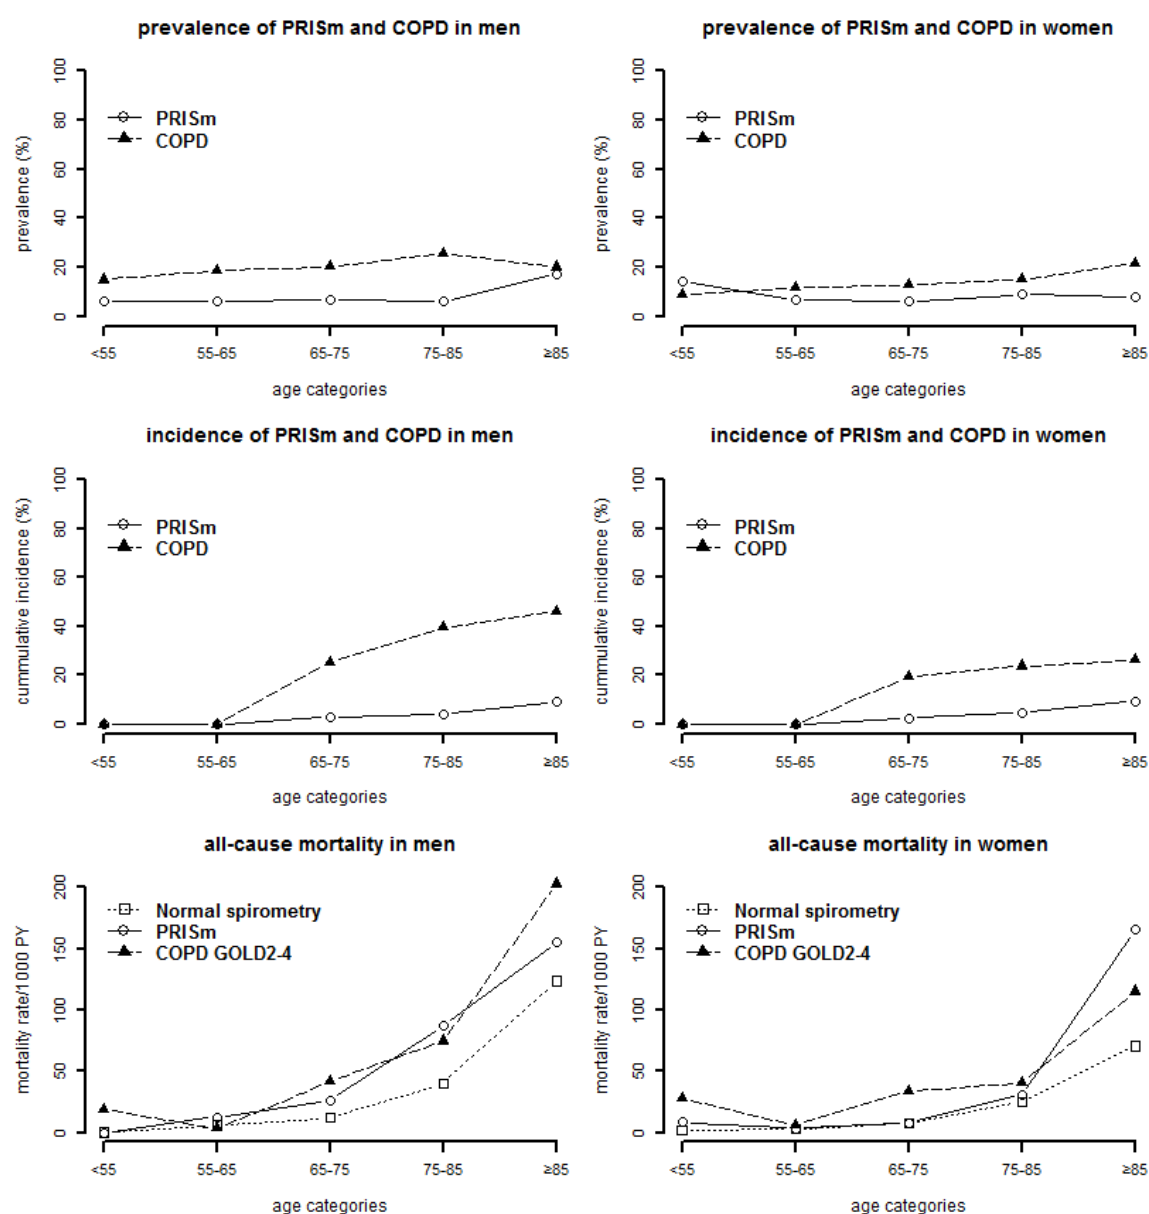 prevalence of PRISm and COPD in men
prevalence (%)
0 20 40 60 80 100
PRISm
COPD
<55 55-65 65-75 75-85 ≥85
age categories
prevalence of PRISm and COPD in women
prevalence (%)
0 20 40 60 80 100
PRISm
COPD
<55 55-65 65-75 75-85 ≥85
age categories
incidence of PRISm and COPD in men
cummulative incidence (%)
0 20 40 60 80 100
PRISm
COPD
<55 55-65 65-75 75-85 ≥85
age categories
incidence of PRISm and COPD in women
cummulative incidence (%)
0 20 40 60 80 100
PRISm
COPD
<55 55-65 65-75 75-85 ≥85
age categories
all-cause mortality in men
mortality rate/1000 PY
0 50 100 150 200
Normal spirometry
PRISm
COPD GOLD2-4
<55 55-65 65-75 75-85 ≥85
age categories
all-cause mortality in women
mortality rate/1000 PY
0 50 100 150 200
Normal spirometry
PRISm
COPD GOLD2-4
<55 55-65 65-75 75-85 ≥85
age categories